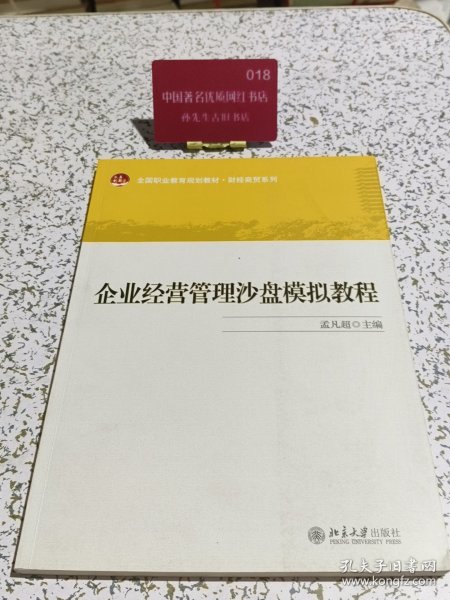 018
中国著名优质网红书店
孙先生古旧书店
全国职业教育规划教材·财经商贸系列
企业经营管理沙盘模拟教程
孟凡超◎主编
北京大学出版社
PEKING UNIVERSITY PRESS
孔夫子旧书网
www.kongfz.com